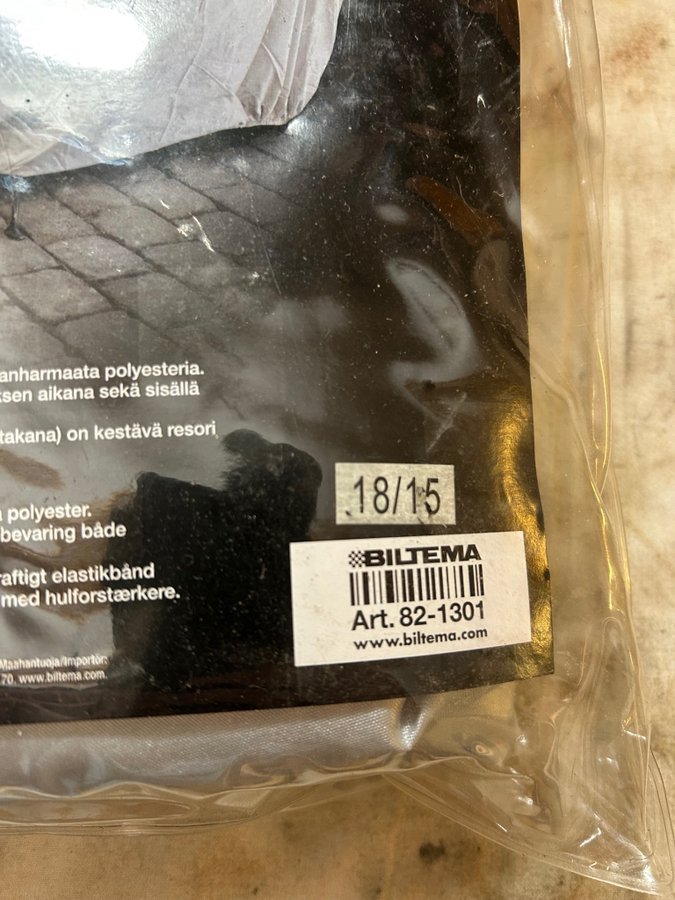 anharmaata polyesteria.
ksen aikana sekä sisällä
takana) on kestävä resori
polyester.
bevaring både
raftigt elastikbånd
med hulforstærkere.
Maahantuoja/Importör:
70. www.biltema.com.
18/15
BILTEMA
Art. 82-1301
www.biltema.com